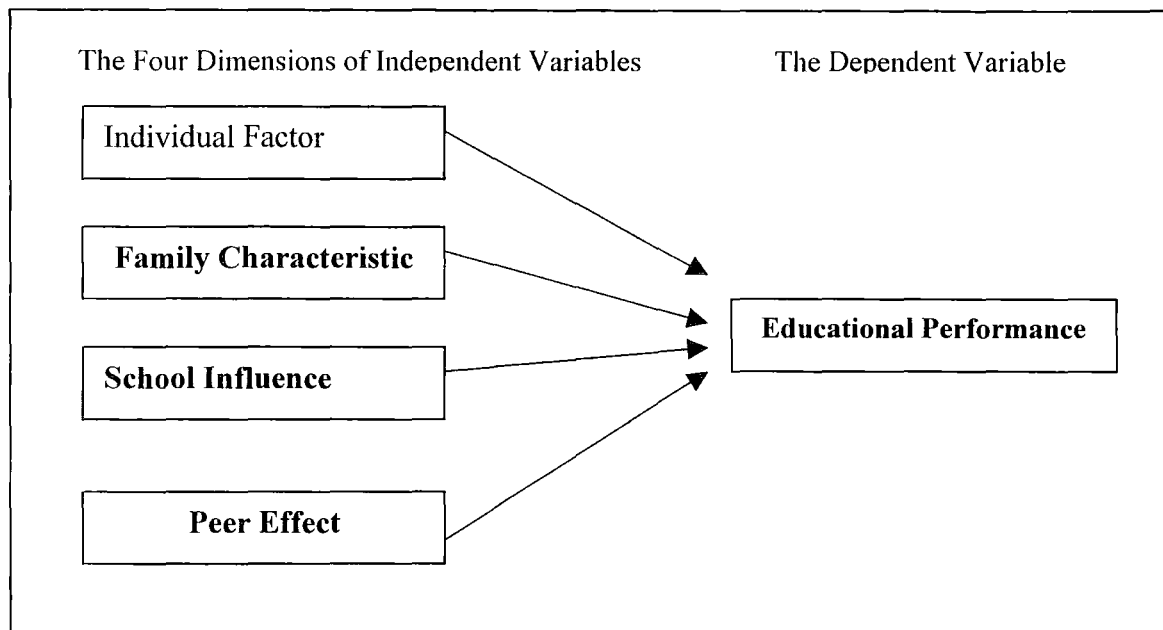 The Four Dimensions of Independent Variables
The Dependent Variable
Individual Factor
Family Characteristic
School Influence
Peer Effect
Educational Performance